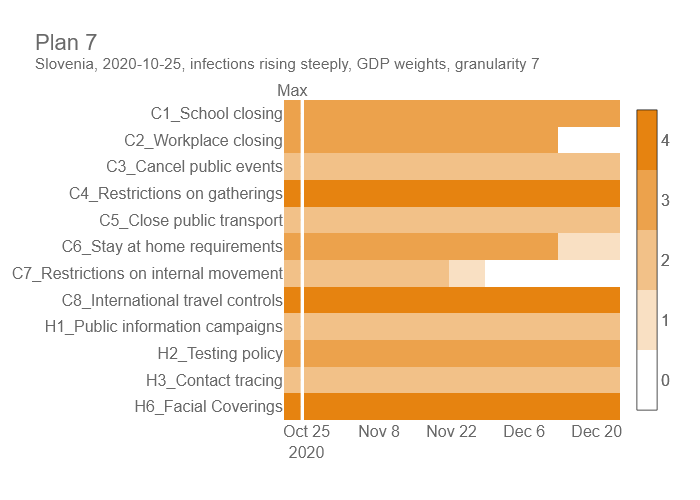 Plan 7
Slovenia, 2020-10-25, infections rising steeply, GDP weights, granularity 7
Max
C1_School closing
C2_Workplace closing
C3_Cancel public events
C4_Restrictions on gatherings
C5_Close public transport
C6_Stay at home requirements
C7_Restrictions on internal movement
C8_International travel controls
H1_Public information campaigns
H2_Testing policy
H3_Contact tracing
H6_Facial Coverings
4
3
2
1
0
Oct 25 Nov 8 Nov 22 Dec 6 Dec 20
2020